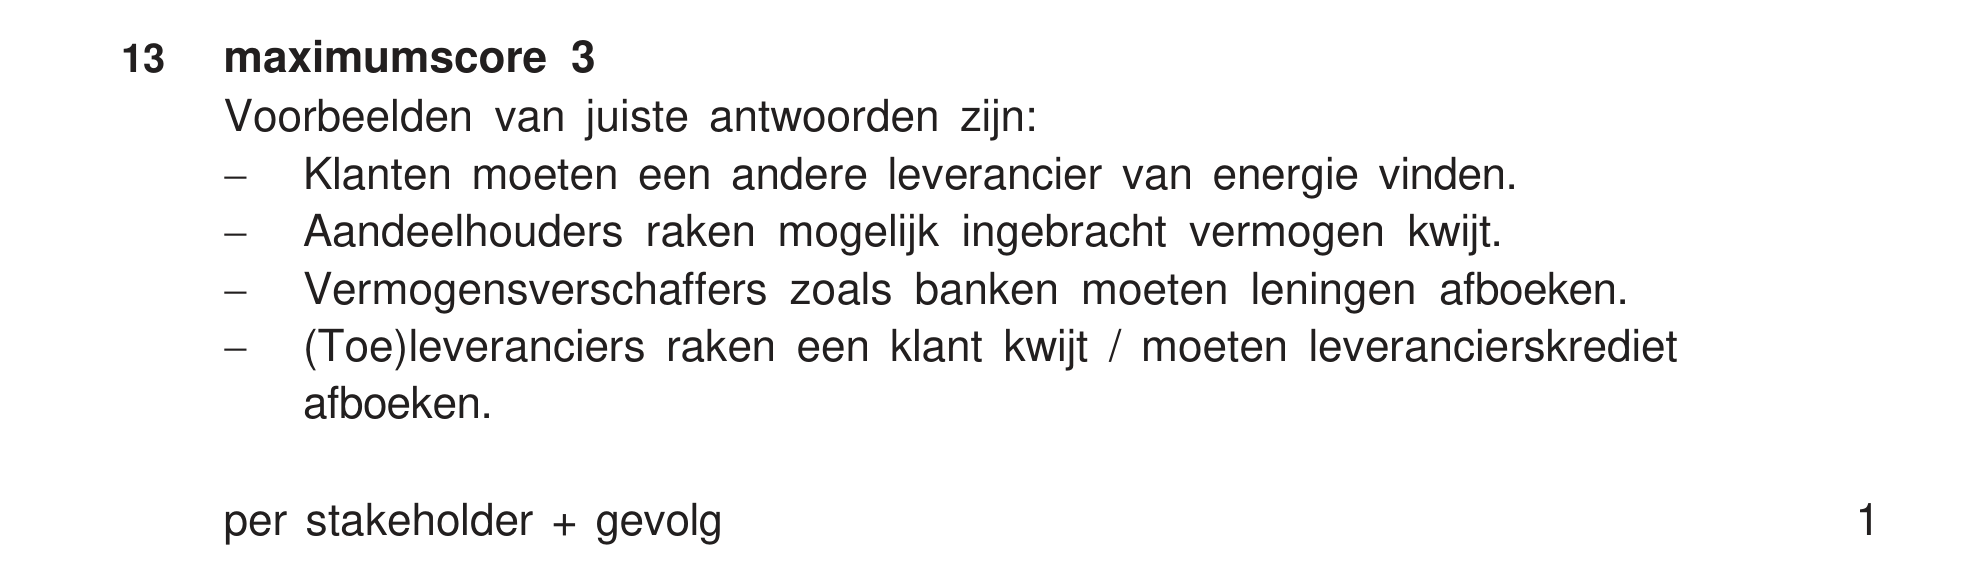 13 maximumscore 3
Voorbeelden van juiste antwoorden zijn:
– Klanten moeten een andere leverancier van energie vinden.
– Aandeelhouders raken mogelijk ingebracht vermogen kwijt.
– Vermogensverschaffers zoals banken moeten leningen afboeken.
– (Toe)leveranciers raken een klant kwijt / moeten leverancierskrediet
afboeken.
per stakeholder + gevolg 1